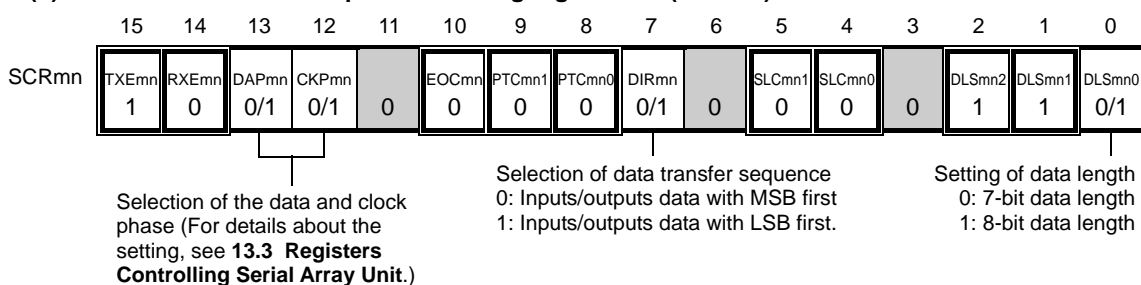 15 14 13 12 11 10 9 8 7 6 5 4 3 2 1 0
SCRmn
TXEmn RXEmn DAPmn CKPmn EOCmn PTCmn1 PTCmn0 DIRmn SLCmn1 SLCmn0 DLSmn2 DLSmn1 DLSmn0
1 0 0/1 0/1 0 0 0 0 0/1 0 0 0 0 1 1 0/1
Selection of the data and clock
phase (For details about the
setting, see 13.3 Registers
Controlling Serial Array Unit.)
Selection of data transfer sequence
0: Inputs/outputs data with MSB first
1: Inputs/outputs data with LSB first.
Setting of data length
0: 7-bit data length
1: 8-bit data length